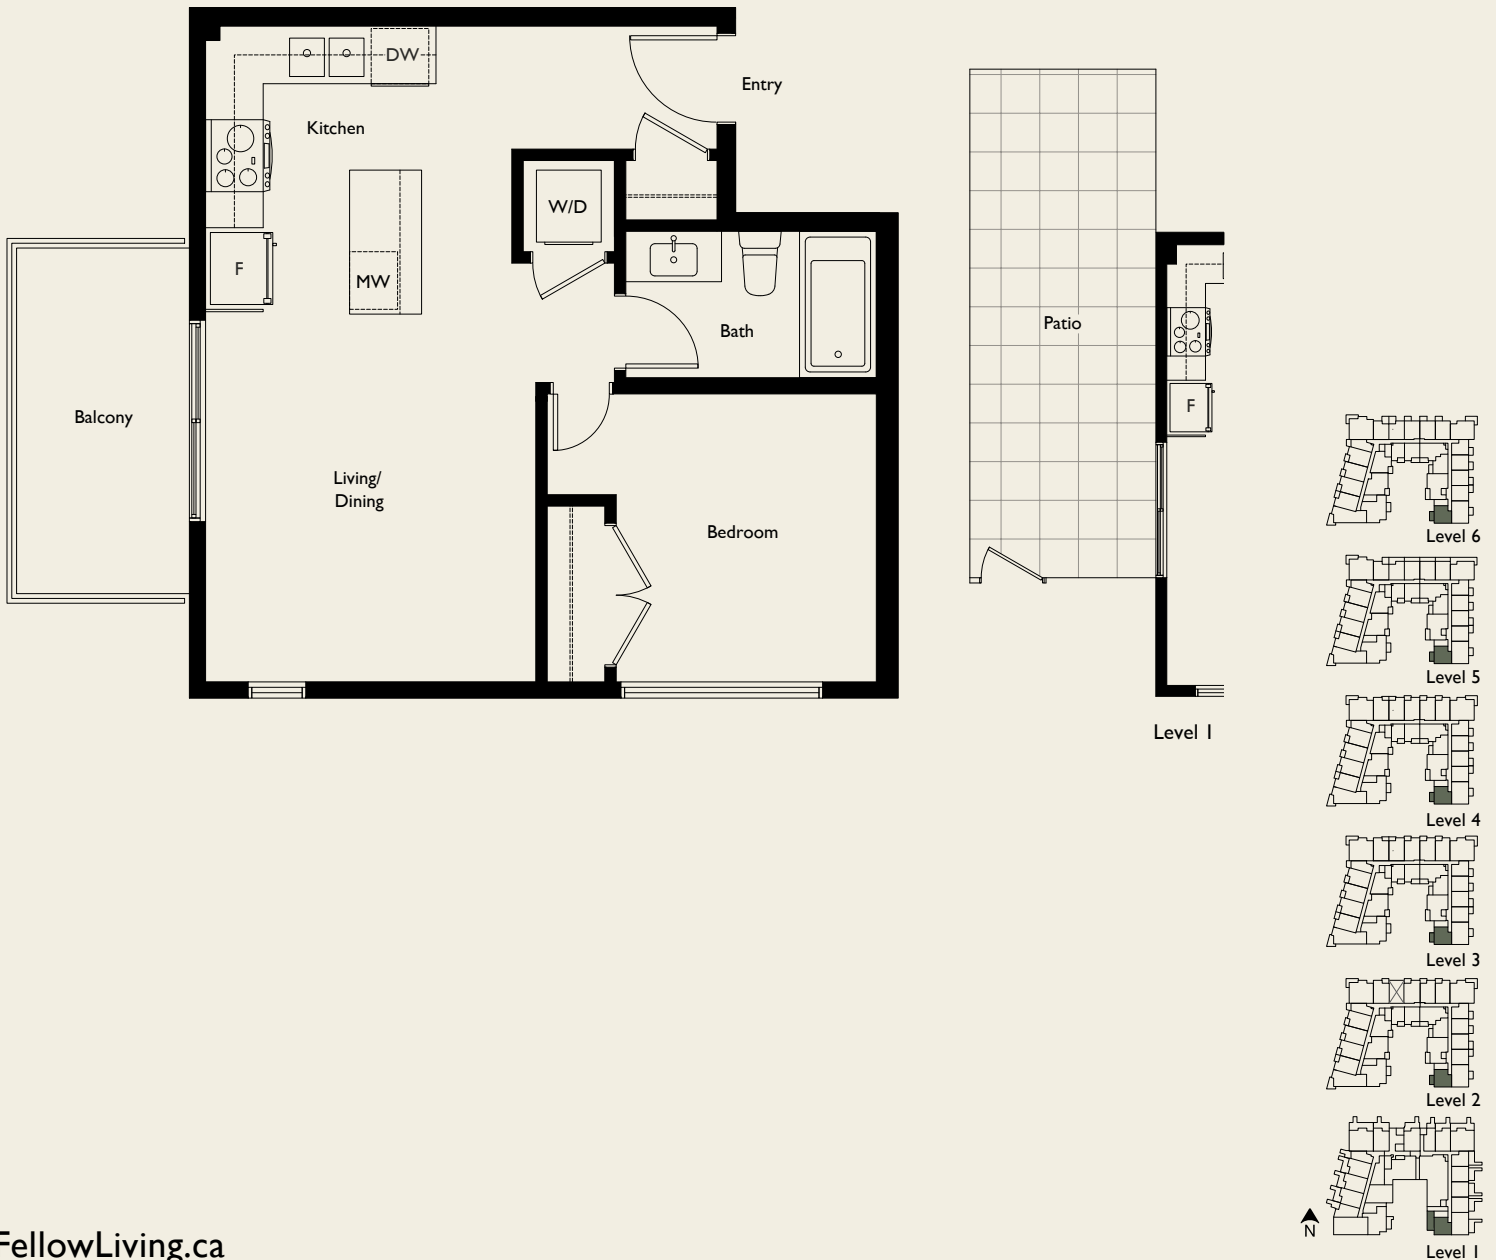 DW
Entry
Kitchen
W/D
F
MW
Bath
Balcony
Living/
Dining
Bedroom
Patio
F
Level 1
Level 6
Level 5
Level 4
Level 3
Level 2
N
Level 1
FellowLiving.ca